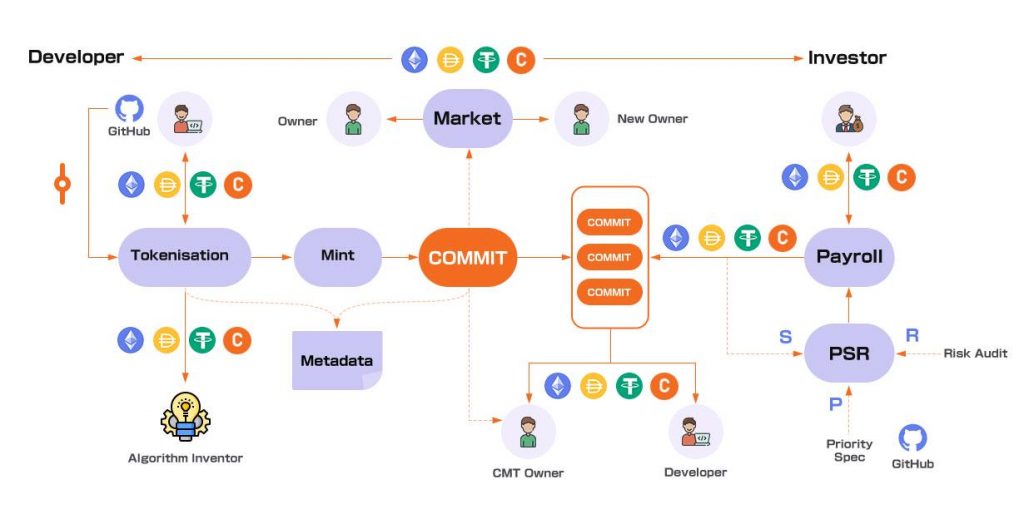 Developer
Investor
GitHub
Owner
Market
New Owner
C
C
C
Tokenisation
Mint
COMMIT
COMMIT
COMMIT
COMMIT
C
Payroll
C
Metadata
S
PSR
R
Risk Audit
P
C
Algorithm Inventor
CMT Owner
Developer
Priority
Spec
GitHub